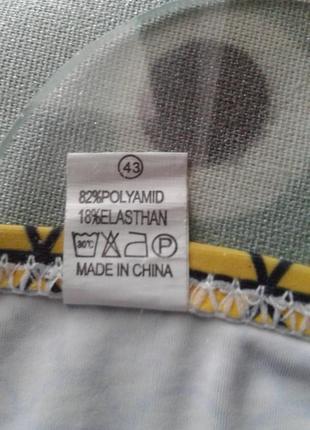 43
82%POLYAMID
18%ELASTHAN
30°C P
MADE IN CHINA